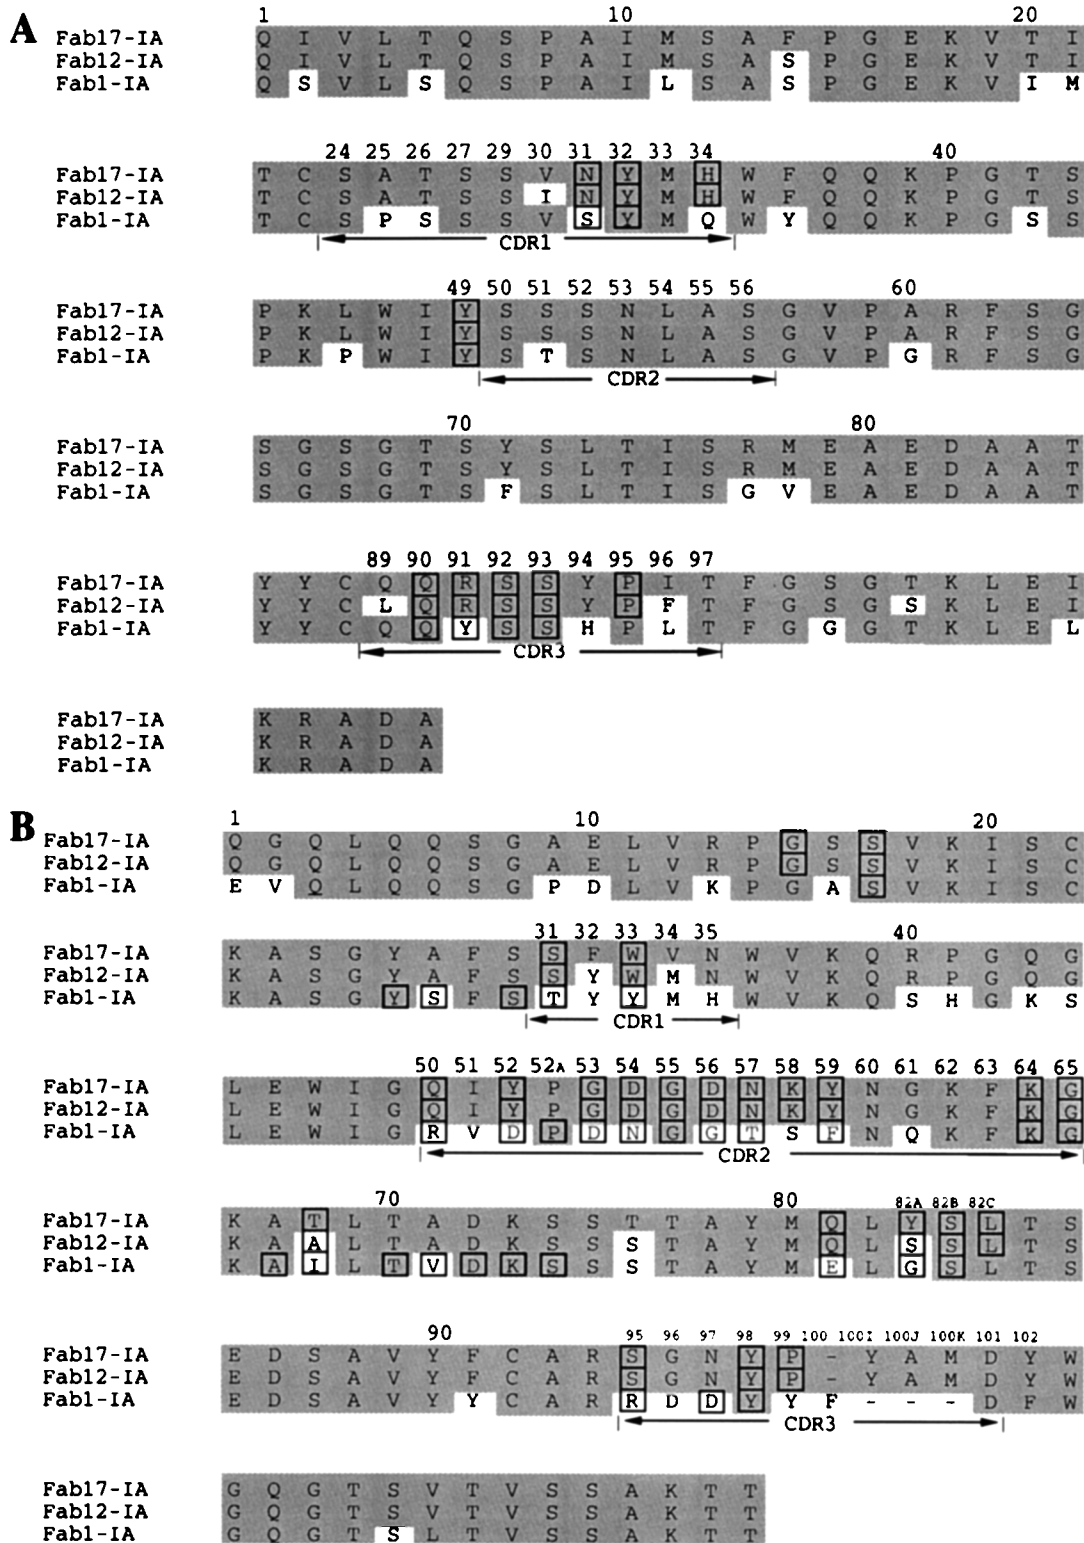 A
1 10 20
Fab17-IA Q I V L T Q S P A I M S A F P G E K V T I
Fab12-IA Q I V L T Q S P A I M S A S P G E K V T I
Fab1-IA Q S V L S Q S P A I L S A S P G E K V I M
24 25 26 27 29 30 31 32 33 34 40
Fab17-IA T C S A T S S V N Y M H W F Q Q K P G T S
Fab12-IA T C S A T S S I N Y M H W F Q Q K P G T S
Fab1-IA T C S P S S S V S Y M Q W Y Q Q K P G S S
CDR1
49 50 51 52 53 54 55 56 60
Fab17-IA P K L W I Y S S S N L A S G V P A R F S G
Fab12-IA P K L W I Y S S S N L A S G V P A R F S G
Fab1-IA P K P W I Y S T S N L A S G V P G R F S G
CDR2
70 80
Fab17-IA S G S G T S Y S L T I S R M E A E D A A T
Fab12-IA S G S G T S Y S L T I S R M E A E D A A T
Fab1-IA S G S G T S F S L T I S G V E A E D A A T
89 90 91 92 93 94 95 96 97
Fab17-IA Y Y C Q Q R S S Y P I T F G S G T K L E I
Fab12-IA Y Y C L Q R S S Y P F T F G S G S K L E I
Fab1-IA Y Y C Q Q Y S S H P L T F G G G T K L E L
CDR3
Fab17-IA K R A D A
Fab12-IA K R A D A
Fab1-IA K R A D A
B
1 10 20
Fab17-IA Q G Q L Q Q S G A E L V R P G S S V K I S C
Fab12-IA Q G Q L Q Q S G A E L V R P G S S V K I S C
Fab1-IA E V Q L Q Q S G P D L V K P G A S V K I S C
31 32 33 34 35 40
Fab17-IA K A S G Y A F S S F W V N W V K Q R P G Q G
Fab12-IA K A S G Y A F S S Y W M N W V K Q R P G Q G
Fab1-IA K A S G Y S F S T Y Y M H W V K Q S H G K S
CDR1
50 51 52 52A 53 54 55 56 57 58 59 60 61 62 63 64 65
Fab17-IA L E W I G Q I Y P G D G D N K Y N G K F K G
Fab12-IA L E W I G Q I Y P G D G D N K Y N G K F K G
Fab1-IA L E W I G R V D P D N G G T S F N Q K F K G
CDR2
70 80 82A 82B 82C
Fab17-IA K A T L T A D K S S T T A Y M Q L Y S L T S
Fab12-IA K A A L T A D K S S S T A Y M Q L S S L T S
Fab1-IA K A I L T V D K S S S T A Y M E L G S L T S
90 95 96 97 98 99 100 100I 100J 100K 101 102
Fab17-IA E D S A V Y F C A R S G N Y P - Y A M D Y W
Fab12-IA E D S A V Y F C A R S G N Y P - Y A M D Y W
Fab1-IA E D S A V Y Y C A R R D D Y Y F - - - D F W
CDR3
Fab17-IA G Q G T S V T V S S A K T T
Fab12-IA G Q G T S V T V S S A K T T
Fab1-IA G Q G T S L T V S S A K T T